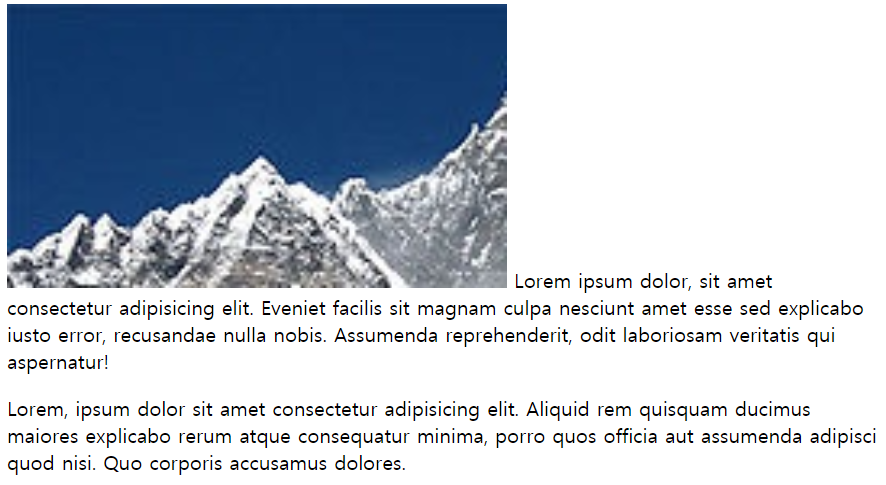 Lorem ipsum dolor, sit amet
consectetur adipisicing elit. Eveniet facilis sit magnam culpa nesciunt amet esse sed explicabo
iusto error, recusandae nulla nobis. Assumenda reprehenderit, odit laboriosam veritatis qui
aspernatur!
Lorem, ipsum dolor sit amet consectetur adipisicing elit. Aliquid rem quisquam ducimus
maiores explicabo rerum atque consequatur minima, porro quos officia aut assumenda adipisci
quod nisi. Quo corporis accusamus dolores.